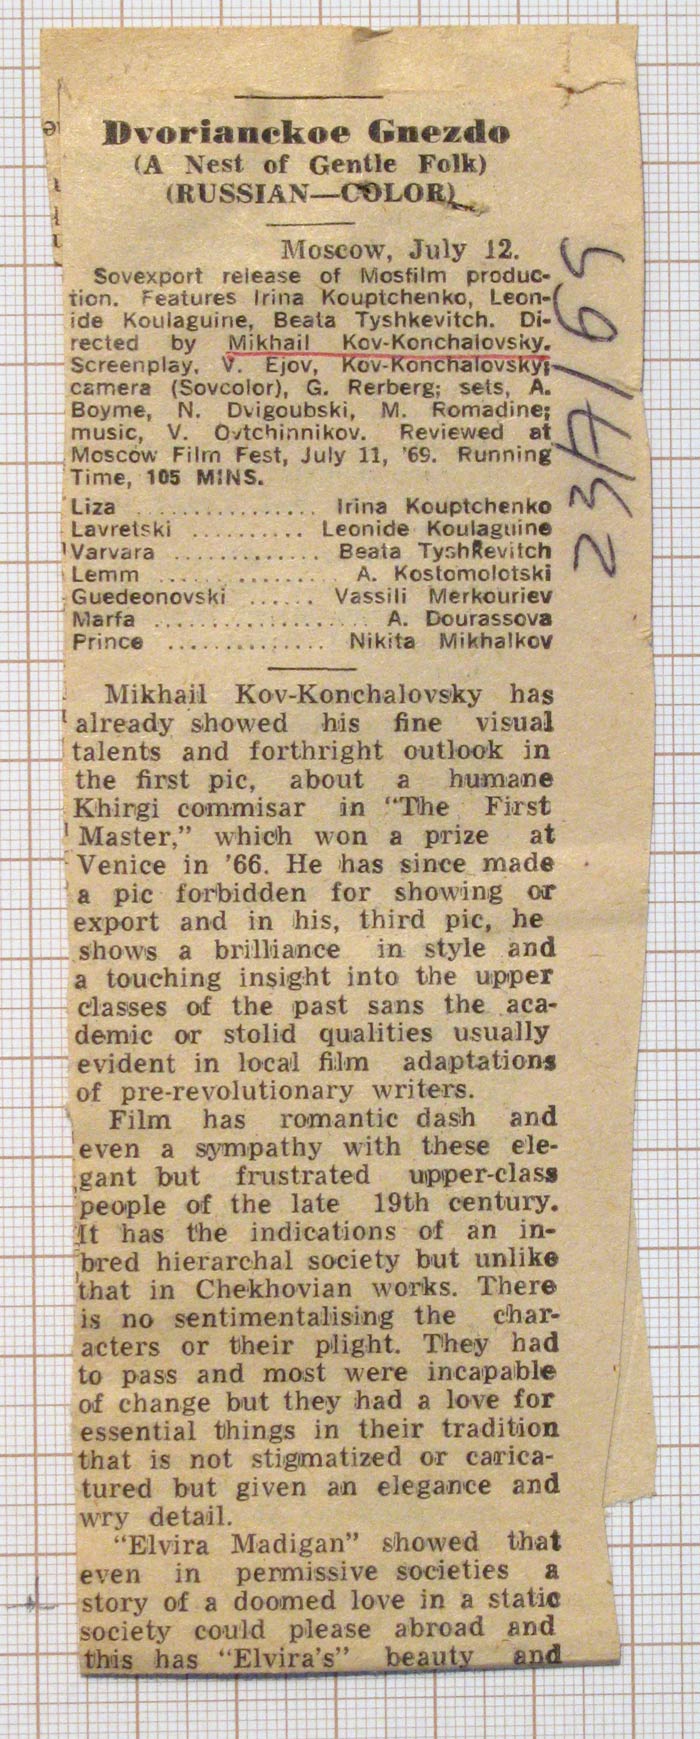 Dvorianckoe Gnezdo
(A Nest of Gentle Folk)
(RUSSIAN—COLOR)
Moscow, July 12.
Sovexport release of Mosfilm produc-
tion. Features Irina Kouptchenko, Leon-
ide Koulaguine, Beata Tyshkevitch. Di-
rected by Mikhail Kov-Konchalovsky.
Screenplay, V. Ejov, Kov-Konchalovsky;
camera (Sovcolor), G. Rerberg; sets, A.
Boyme, N. Dvigoubski, M. Romadine;
music, V. Ovtchinnikov. Reviewed at
Moscow Film Fest, July 11, '69. Running
Time, 105 MINS.
Liza ................ Irina Kouptchenko
Lavretski .......... Leonide Koulaguine
Varvara ............ Beata Tyshkevitch
Lemm ................ A. Kostomolotski
Guedeonovski ...... Vassili Merkouriev
Marfa ................... A. Dourassova
Prince .............. Nikita Mikhalkov
23/7/69
Mikhail Kov-Konchalovsky has
already showed his fine visual
talents and forthright outlook in
the first pic, about a humane
Khirgi commisar in "The First
Master," which won a prize at
Venice in '66. He has since made
a pic forbidden for showing or
export and in his, third pic, he
shows a brilliance in style and
a touching insight into the upper
classes of the past sans the aca-
demic or stolid qualities usually
evident in local film adaptations
of pre-revolutionary writers.
Film has romantic dash and
even a sympathy with these ele-
gant but frustrated upper-class
people of the late 19th century.
It has the indications of an in-
bred hierarchal society but unlike
that in Chekhovian works. There
is no sentimentalising the char-
acters or their plight. They had
to pass and most were incapable
of change but they had a love for
essential things in their tradition
that is not stigmatized or carica-
tured but given an elegance and
wry detail.
"Elvira Madigan" showed that
even in permissive societies a
story of a doomed love in a static
society could please abroad and
this has "Elvira's" beauty and